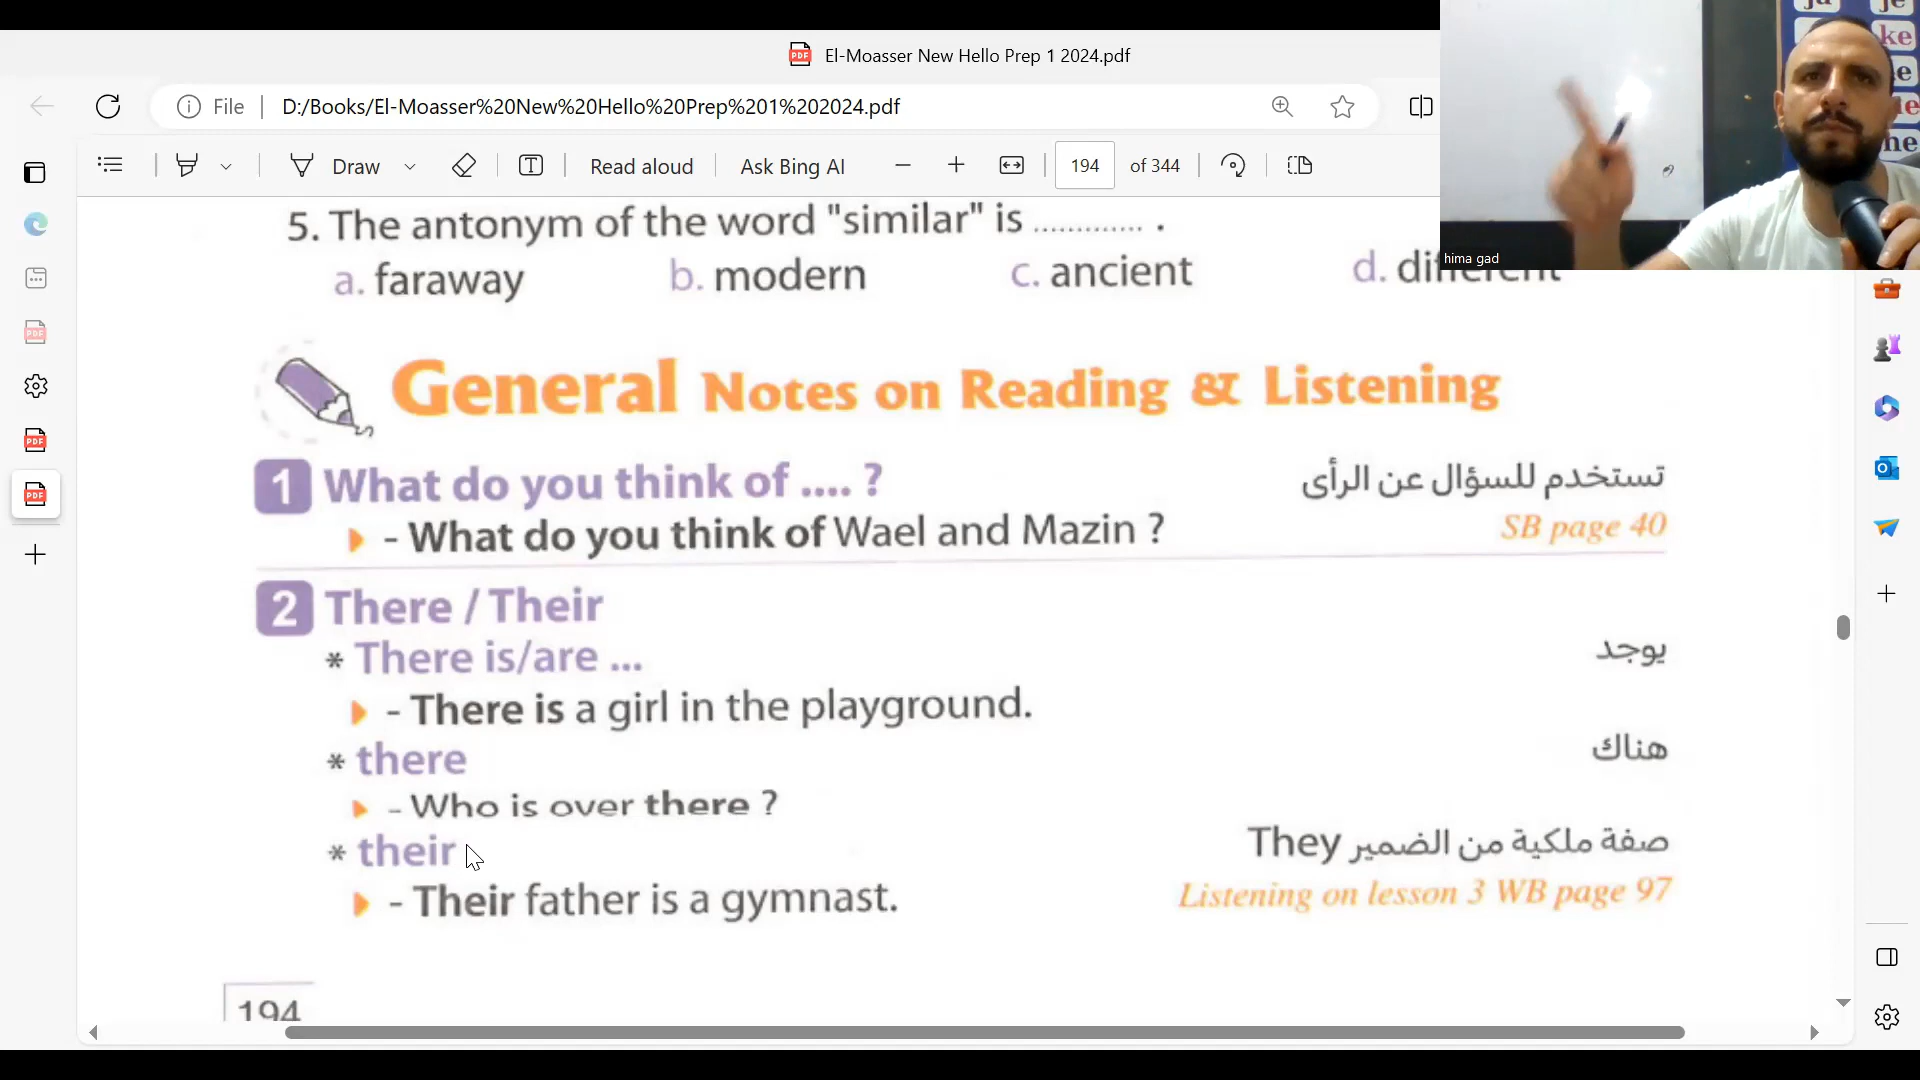 El-Moasser New Hello Prep 1 2024.pdf
File D:/Books/El-Moasser%20New%20Hello%20Prep%201%202024.pdf
Draw Read aloud Ask Bing AI 194 of 344
hima gad
5. The antonym of the word "similar" is ............. .
a. faraway b. modern c. ancient d. different
General Notes on Reading & Listening
1 What do you think of .... ? تستخدم للسؤال عن الرأى
- What do you think of Wael and Mazin ? SB page 40
2 There / Their
* There is/are ... يوجد
- There is a girl in the playground.
* there هناك
- Who is over there ?
* their صفة ملكية من الضمير They
- Their father is a gymnast. Listening on lesson 3 WB page 97
194